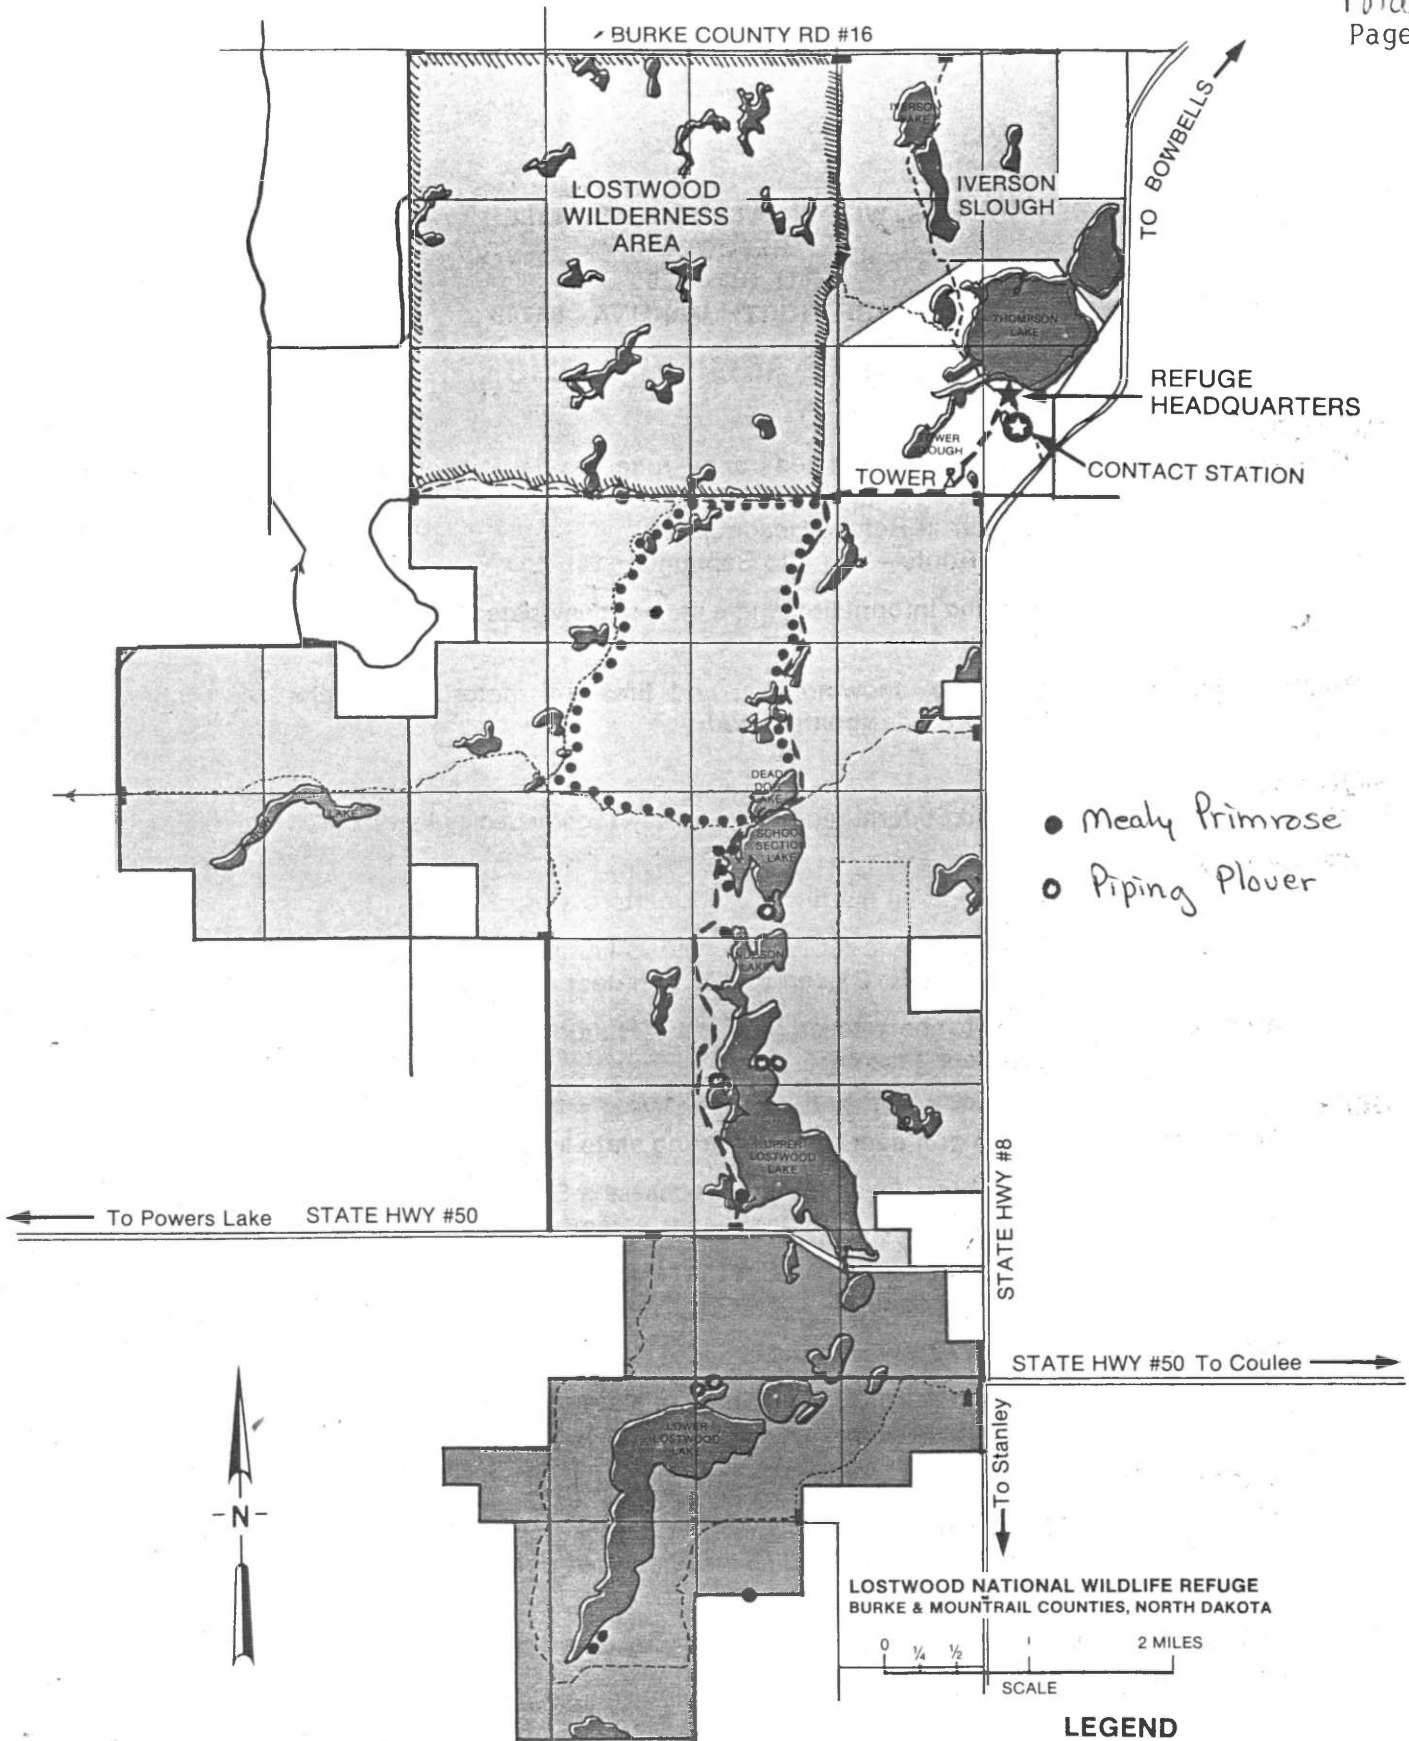 Page
BURKE COUNTY RD #16
TO BOWBELLS
IVERSON
LAKE
LOSTWOOD
WILDERNESS
AREA
IVERSON
SLOUGH
THOMPSON
LAKE
REFUGE
HEADQUARTERS
TOWER
SLOUGH
TOWER
CONTACT STATION
DEAD
DOG
LAKE
LAKE
SCHOOL
SECTION
LAKE
Mealy Primrose
Piping Plover
KNUDSON
LAKE
UPPER
LOSTWOOD
LAKE
STATE HWY #8
To Powers Lake STATE HWY #50
STATE HWY #50 To Coulee
To Stanley
LOWER
LOSTWOOD
LAKE
-N-
LOSTWOOD NATIONAL WILDLIFE REFUGE
BURKE & MOUNTRAIL COUNTIES, NORTH DAKOTA
0 ¼ ½ 1 2 MILES
SCALE
LEGEND